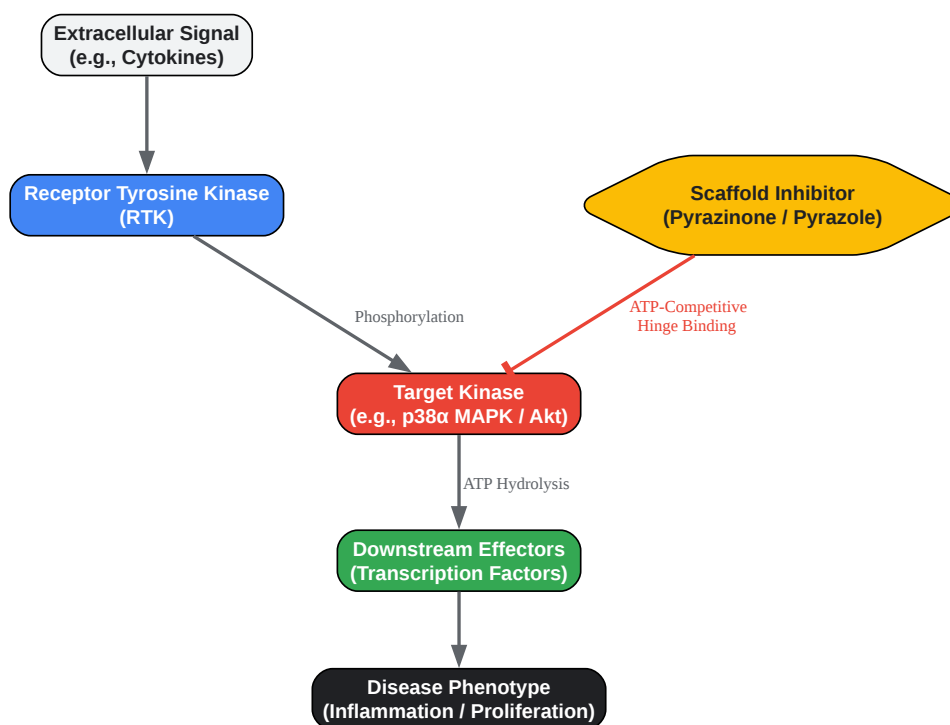 Extracellular Signal
(e.g., Cytokines)
Receptor Tyrosine Kinase
(RTK)
Scaffold Inhibitor
(Pyrazinone / Pyrazole)
Phosphorylation
ATP-Competitive
Hinge Binding
Target Kinase
(e.g., p38α MAPK / Akt)
ATP Hydrolysis
Downstream Effectors
(Transcription Factors)
Disease Phenotype
(Inflammation / Proliferation)